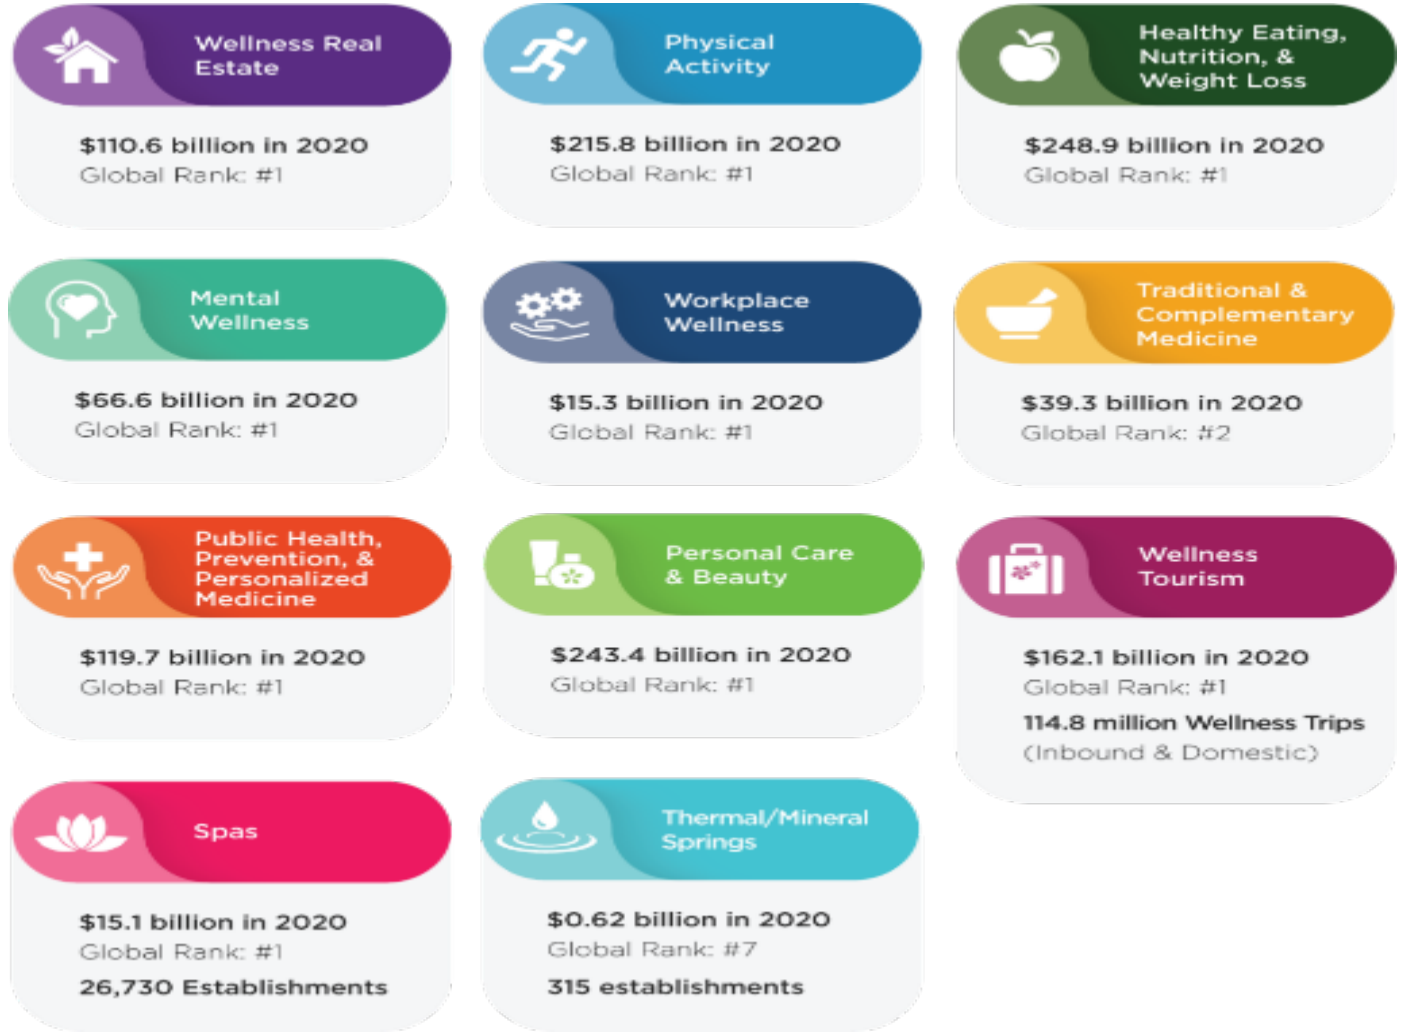 Wellness Real
Estate
$110.6 billion in 2020
Global Rank: #1
Physical
Activity
$215.8 billion in 2020
Global Rank: #1
Healthy Eating,
Nutrition, &
Weight Loss
$248.9 billion in 2020
Global Rank: #1
Mental
Wellness
$66.6 billion in 2020
Global Rank: #1
Workplace
Wellness
$15.3 billion in 2020
Global Rank: #1
Traditional &
Complementary
Medicine
$39.3 billion in 2020
Global Rank: #2
Public Health,
Prevention, &
Personalized
Medicine
$119.7 billion in 2020
Global Rank: #1
Personal Care
& Beauty
$243.4 billion in 2020
Global Rank: #1
Wellness
Tourism
$162.1 billion in 2020
Global Rank: #1
114.8 million Wellness Trips
(Inbound & Domestic)
Spas
$15.1 billion in 2020
Global Rank: #1
26,730 Establishments
Thermal/Mineral
Springs
$0.62 billion in 2020
Global Rank: #7
315 establishments